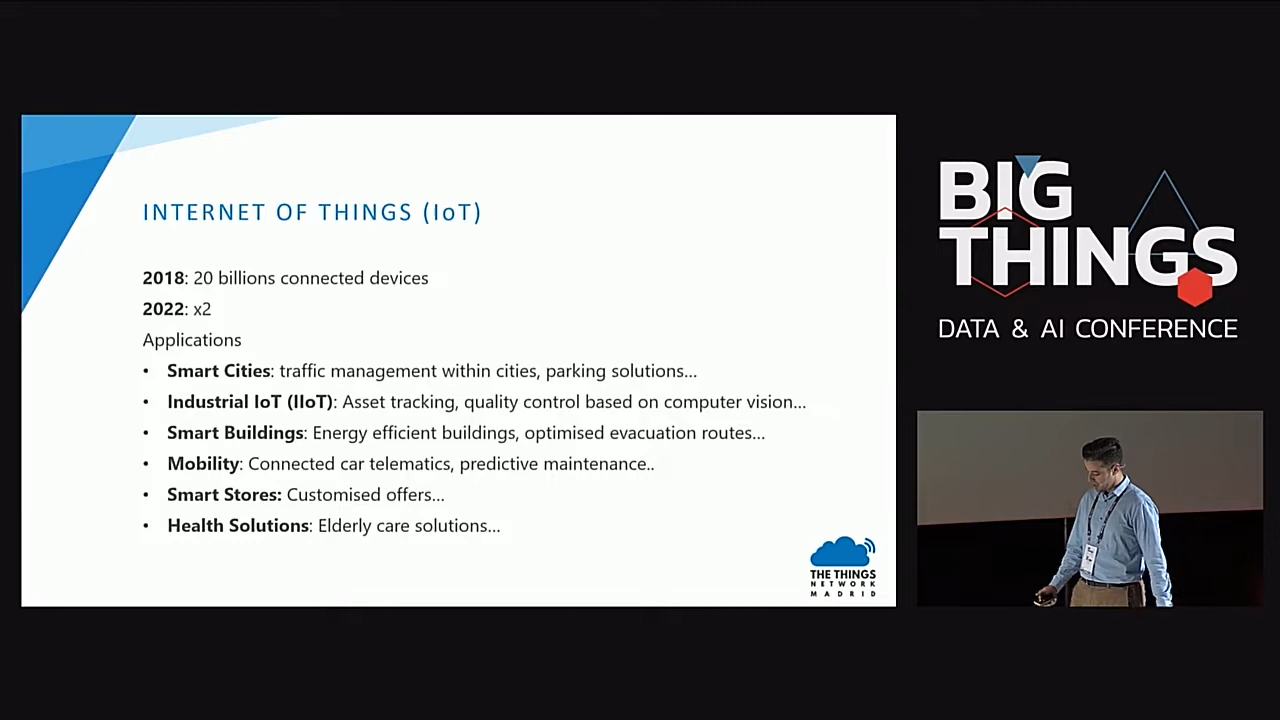 INTERNET OF THINGS (IoT)
2018: 20 billions connected devices
2022: x2
Applications
• Smart Cities: traffic management within cities, parking solutions...
• Industrial IoT (IIoT): Asset tracking, quality control based on computer vision...
• Smart Buildings: Energy efficient buildings, optimised evacuation routes...
• Mobility: Connected car telematics, predictive maintenance..
• Smart Stores: Customised offers...
• Health Solutions: Elderly care solutions...
THE THINGS
NETWORK
MADRID
BIG
THINGS
DATA & AI CONFERENCE